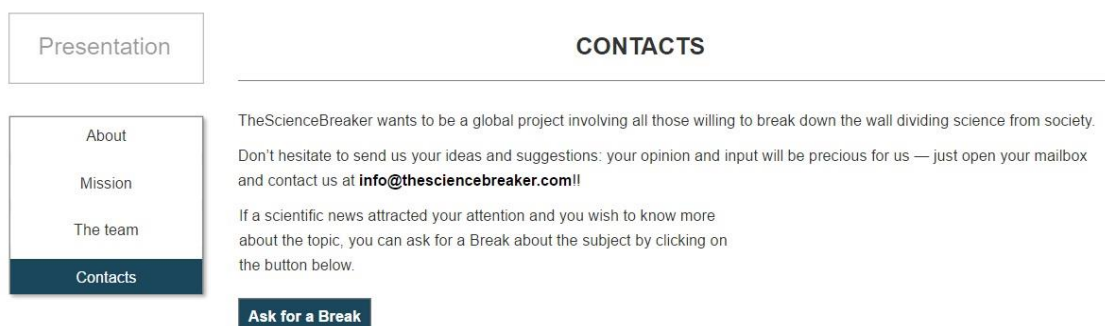 Presentation
About
Mission
The team
Contacts
CONTACTS
TheScienceBreaker wants to be a global project involving all those willing to break down the wall dividing science from society.
Don’t hesitate to send us your ideas and suggestions: your opinion and input will be precious for us — just open your mailbox
and contact us at info@thesciencebreaker.com!!
If a scientific news attracted your attention and you wish to know more
about the topic, you can ask for a Break about the subject by clicking on
the button below.
Ask for a Break